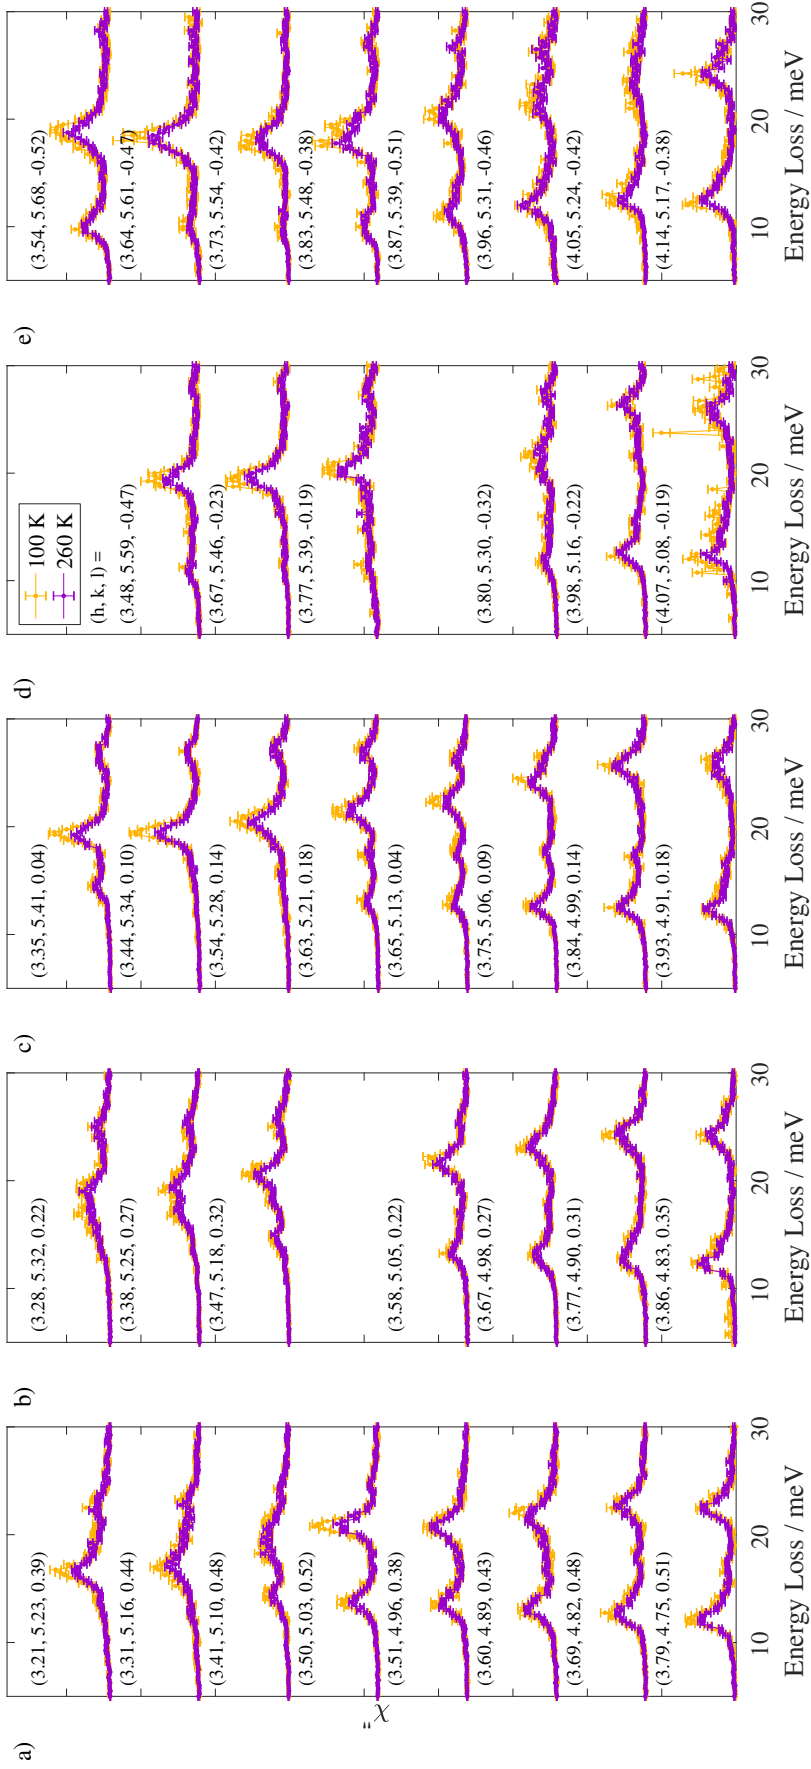 a)
χ"
(3.21, 5.23, 0.39)
(3.31, 5.16, 0.44)
(3.41, 5.10, 0.48)
(3.50, 5.03, 0.52)
(3.51, 4.96, 0.38)
(3.60, 4.89, 0.43)
(3.69, 4.82, 0.48)
(3.79, 4.75, 0.51)
10 20 30
Energy Loss / meV
b)
(3.28, 5.32, 0.22)
(3.38, 5.25, 0.27)
(3.47, 5.18, 0.32)
(3.58, 5.05, 0.22)
(3.67, 4.98, 0.27)
(3.77, 4.90, 0.31)
(3.86, 4.83, 0.35)
10 20 30
Energy Loss / meV
c)
(3.35, 5.41, 0.04)
(3.44, 5.34, 0.10)
(3.54, 5.28, 0.14)
(3.63, 5.21, 0.18)
(3.65, 5.13, 0.04)
(3.75, 5.06, 0.09)
(3.84, 4.99, 0.14)
(3.93, 4.91, 0.18)
10 20 30
Energy Loss / meV
d)
100 K
260 K
(h, k, l) =
(3.48, 5.59, -0.47)
(3.67, 5.46, -0.23)
(3.77, 5.39, -0.19)
(3.80, 5.30, -0.32)
(3.98, 5.16, -0.22)
(4.07, 5.08, -0.19)
10 20 30
Energy Loss / meV
e)
(3.54, 5.68, -0.52)
(3.64, 5.61, -0.47)
(3.73, 5.54, -0.42)
(3.83, 5.48, -0.38)
(3.87, 5.39, -0.51)
(3.96, 5.31, -0.46)
(4.05, 5.24, -0.42)
(4.14, 5.17, -0.38)
10 20 30
Energy Loss / meV